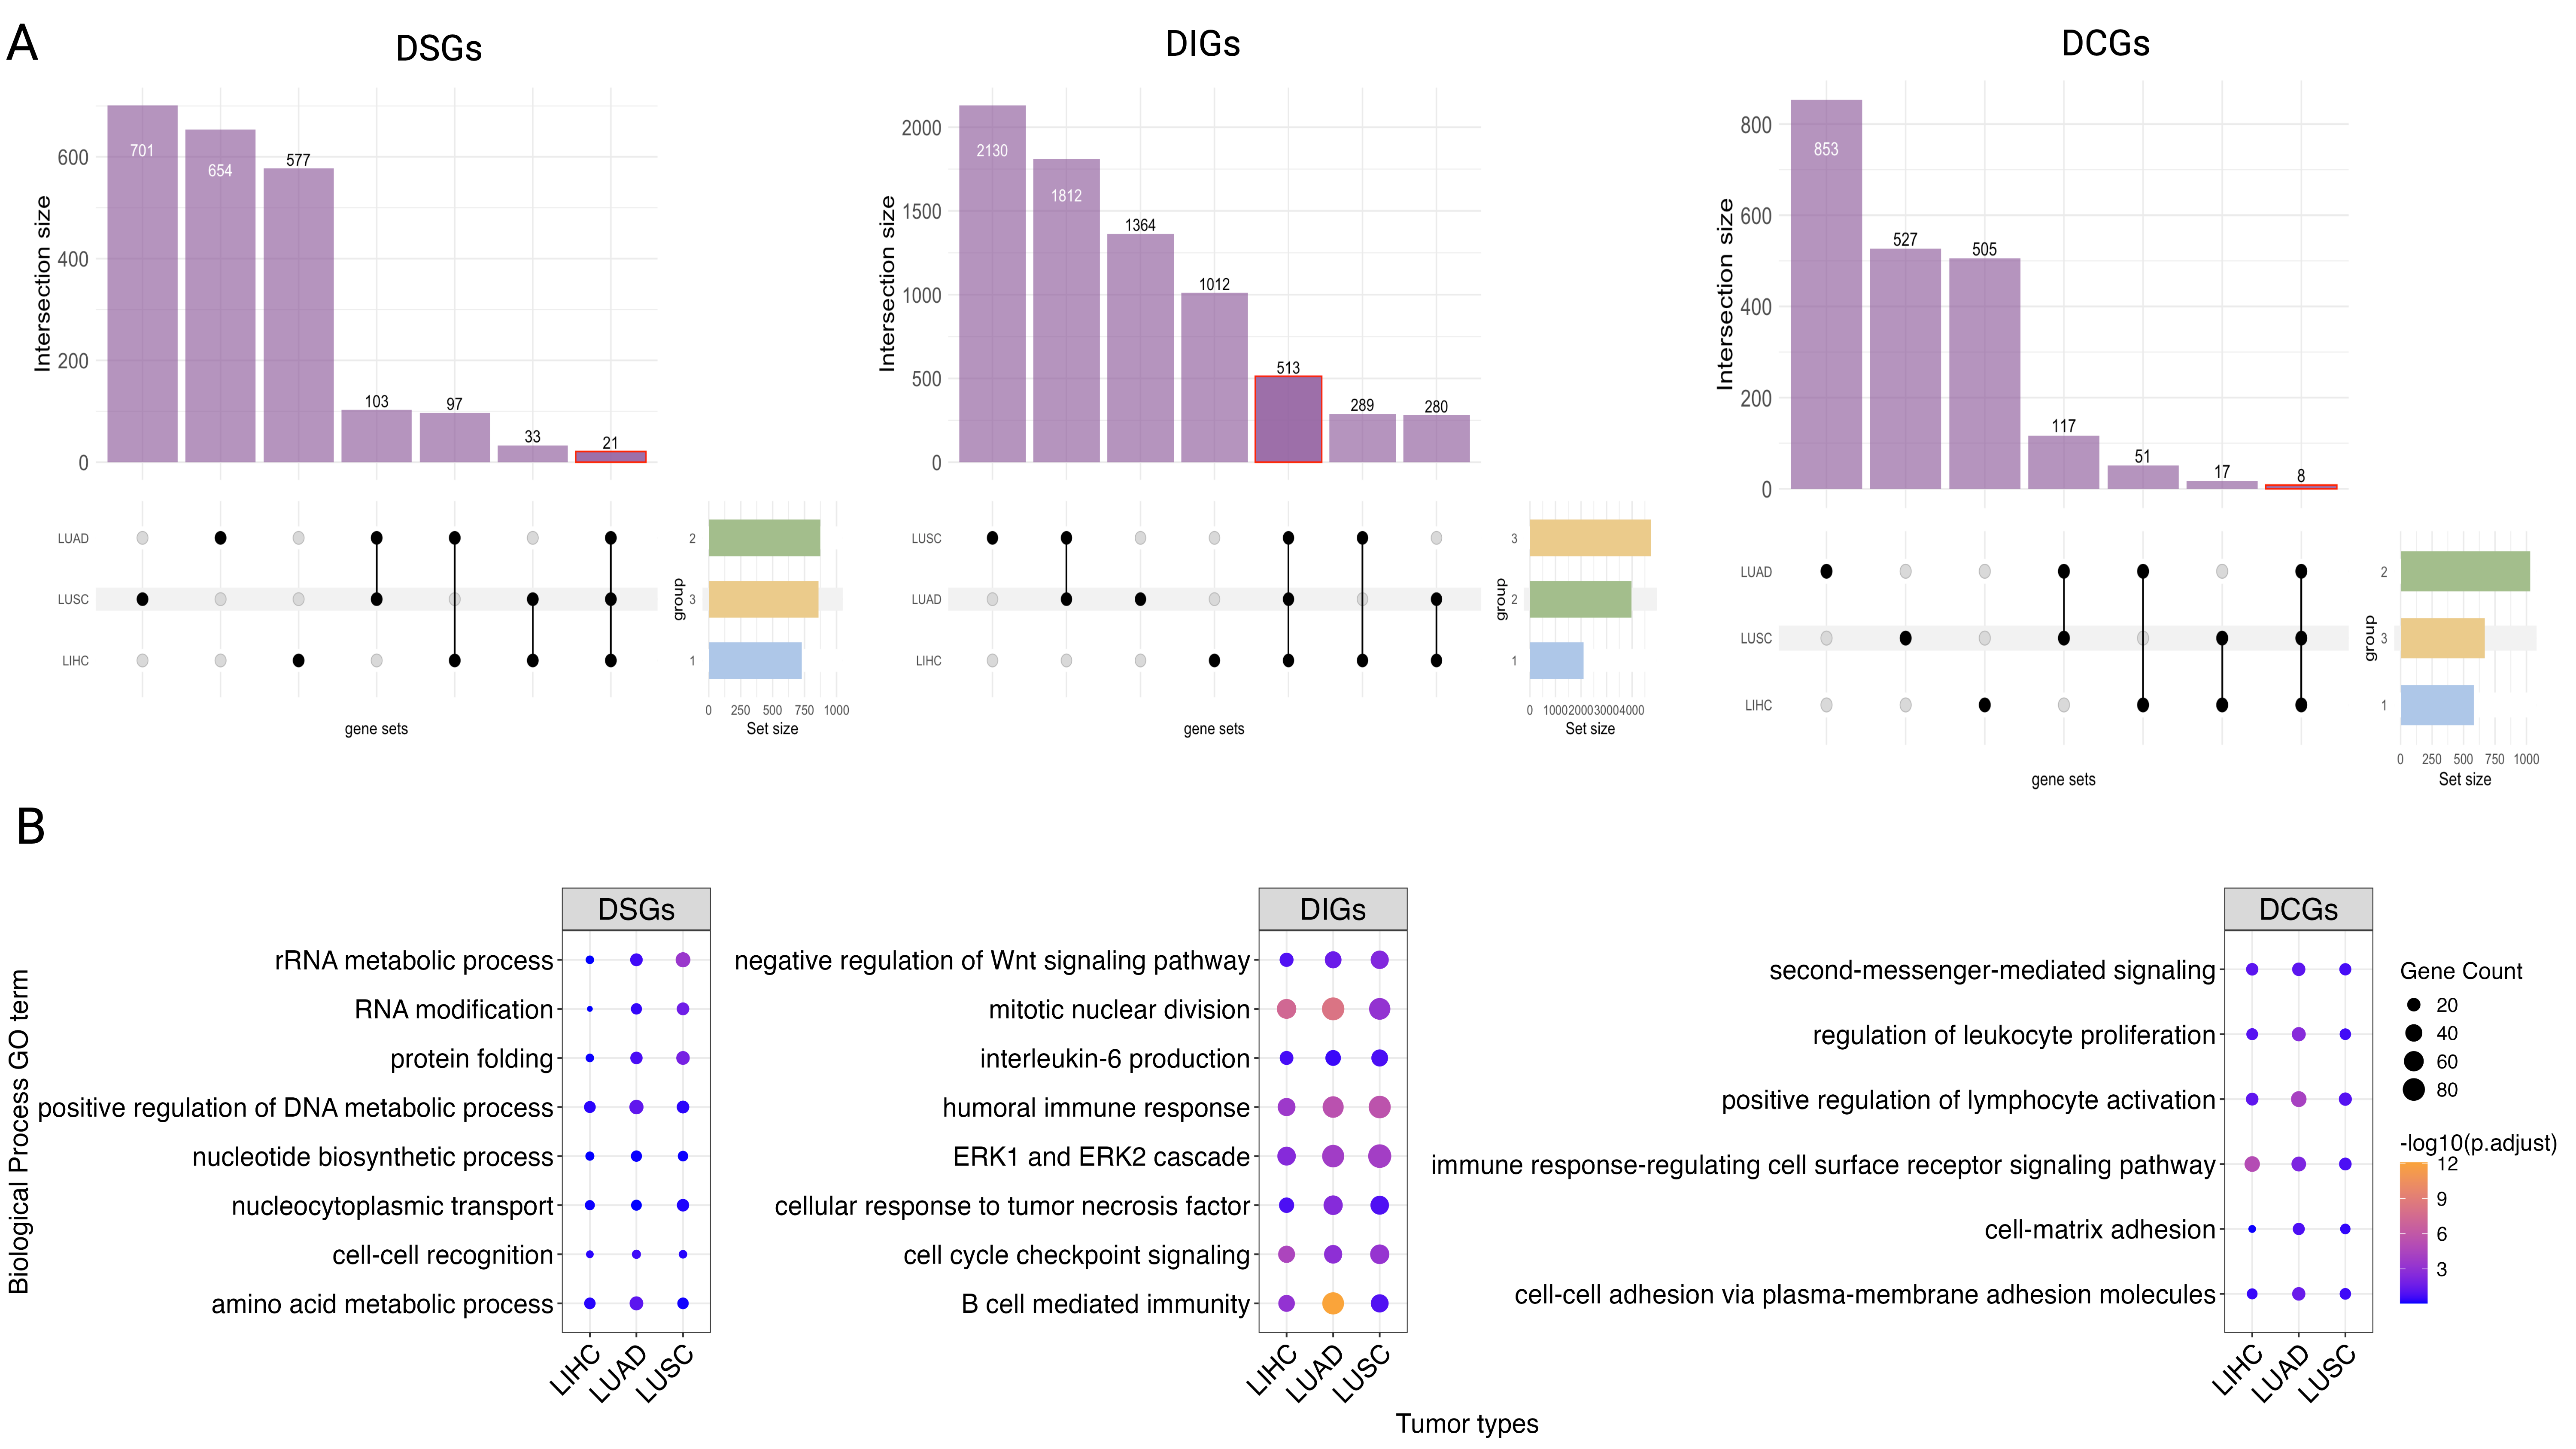 A
DSGs
DIGs
DCGs
Intersection size
600
400
200
0
701
654
577
103
97
33
21
LUAD
LUSC
LIHC
gene sets
group
2
3
1
0 250 500 750 1000
Set size
Intersection size
2000
1500
1000
500
0
2130
1812
1364
1012
513
289
280
LUSC
LUAD
LIHC
gene sets
group
3
2
1
0 1000 2000 3000 4000
Set size
Intersection size
800
600
400
200
0
853
527
505
117
51
17
8
LUAD
LUSC
LIHC
gene sets
group
2
3
1
0 250 500 750 1000
Set size
B
Biological Process GO term
DSGs
rRNA metabolic process
RNA modification
protein folding
positive regulation of DNA metabolic process
nucleotide biosynthetic process
nucleocytoplasmic transport
cell-cell recognition
amino acid metabolic process
LIHC LUAD LUSC
DIGs
negative regulation of Wnt signaling pathway
mitotic nuclear division
interleukin-6 production
humoral immune response
ERK1 and ERK2 cascade
cellular response to tumor necrosis factor
cell cycle checkpoint signaling
B cell mediated immunity
LIHC LUAD LUSC
DCGs
second-messenger-mediated signaling
regulation of leukocyte proliferation
positive regulation of lymphocyte activation
immune response-regulating cell surface receptor signaling pathway
cell-matrix adhesion
cell-cell adhesion via plasma-membrane adhesion molecules
LIHC LUAD LUSC
Tumor types
Gene Count
20
40
60
80
-log10(p.adjust)
12
9
6
3